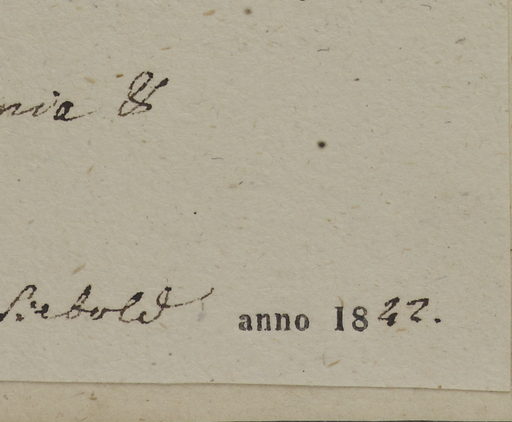 nia &
Siebold anno 1842.